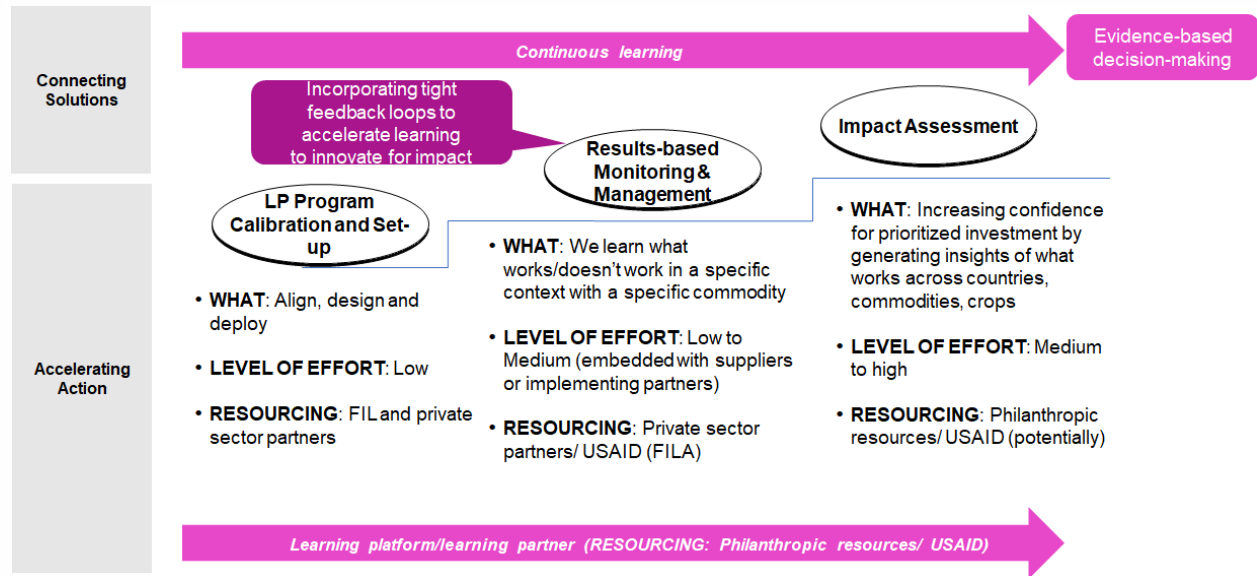 Continuous learning
Evidence-based
decision-making
Connecting
Solutions
Incorporating tight
feedback loops to
accelerate learning
to innovate for impact
LP Program
Calibration and Set-
up
Results-based
Monitoring &
Management
Impact Assessment
Accelerating
Action
• WHAT: Align, design and
deploy
• LEVEL OF EFFORT: Low
• RESOURCING: FIL and private
sector partners
• WHAT: We learn what
works/doesn’t work in a specific
context with a specific commodity
• LEVEL OF EFFORT: Low to
Medium (embedded with suppliers
or implementing partners)
• RESOURCING: Private sector
partners/ USAID (FILA)
• WHAT: Increasing confidence
for prioritized investment by
generating insights of what
works across countries,
commodities, crops
• LEVEL OF EFFORT: Medium
to high
• RESOURCING: Philanthropic
resources/ USAID (potentially)
Learning platform/learning partner (RESOURCING: Philanthropic resources/ USAID)